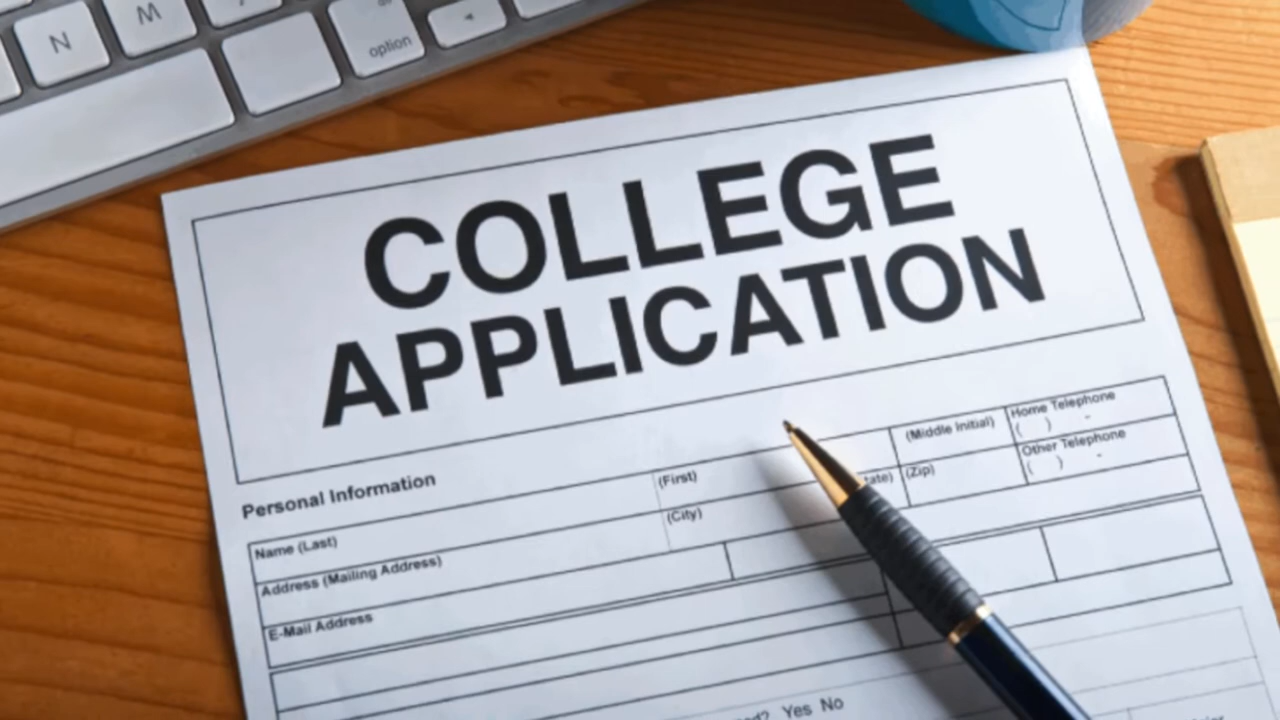 N M
option
COLLEGE
APPLICATION
Personal Information
Name (Last) (First) (Middle Initial) Home Telephone
( ) -
Address (Mailing Address) (City) (Zip) Other Telephone
( ) -
E-Mail Address
Yes No